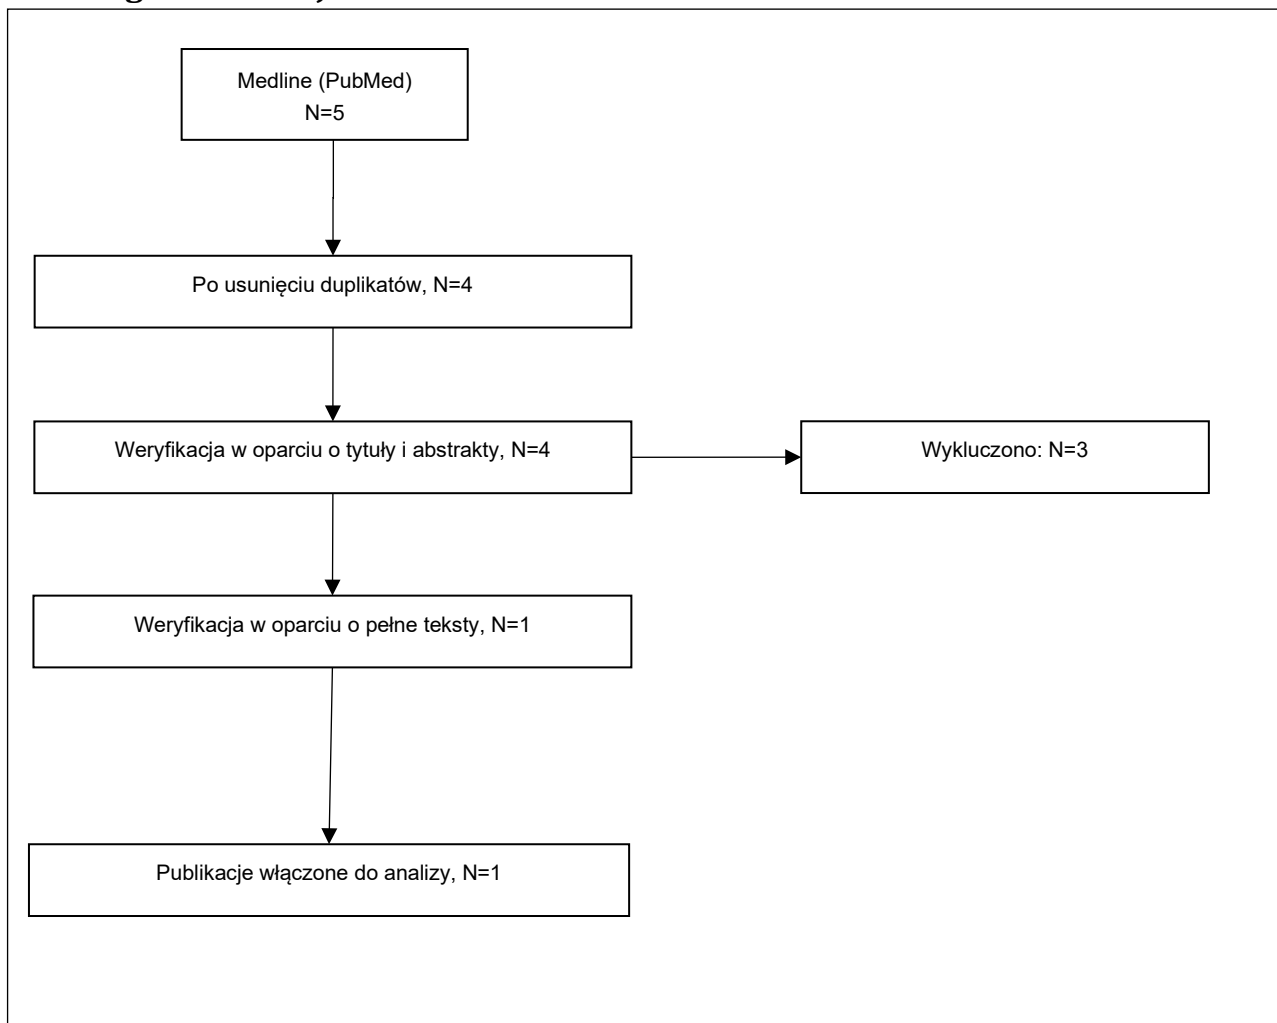 Medline (PubMed)
N=5
Po usunięciu duplikatów, N=4
Weryfikacja w oparciu o tytuły i abstrakty, N=4
Wykluczono: N=3
Weryfikacja w oparciu o pełne teksty, N=1
Publikacje włączone do analizy, N=1